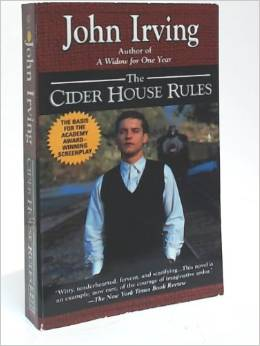 John Irving
Author of
A Widow for One Year
The
CIDER HOUSE RULES
THE BASIS
FOR THE
ACADEMY
AWARD–
WINNING
SCREENPLAY
"Witty, tenderhearted, fervent, and scarifying...This novel is
an example, now rare, of the courage of imaginative ardor."
—The New York Times Book Review
John
Irving
CIDER HOUSE RULES